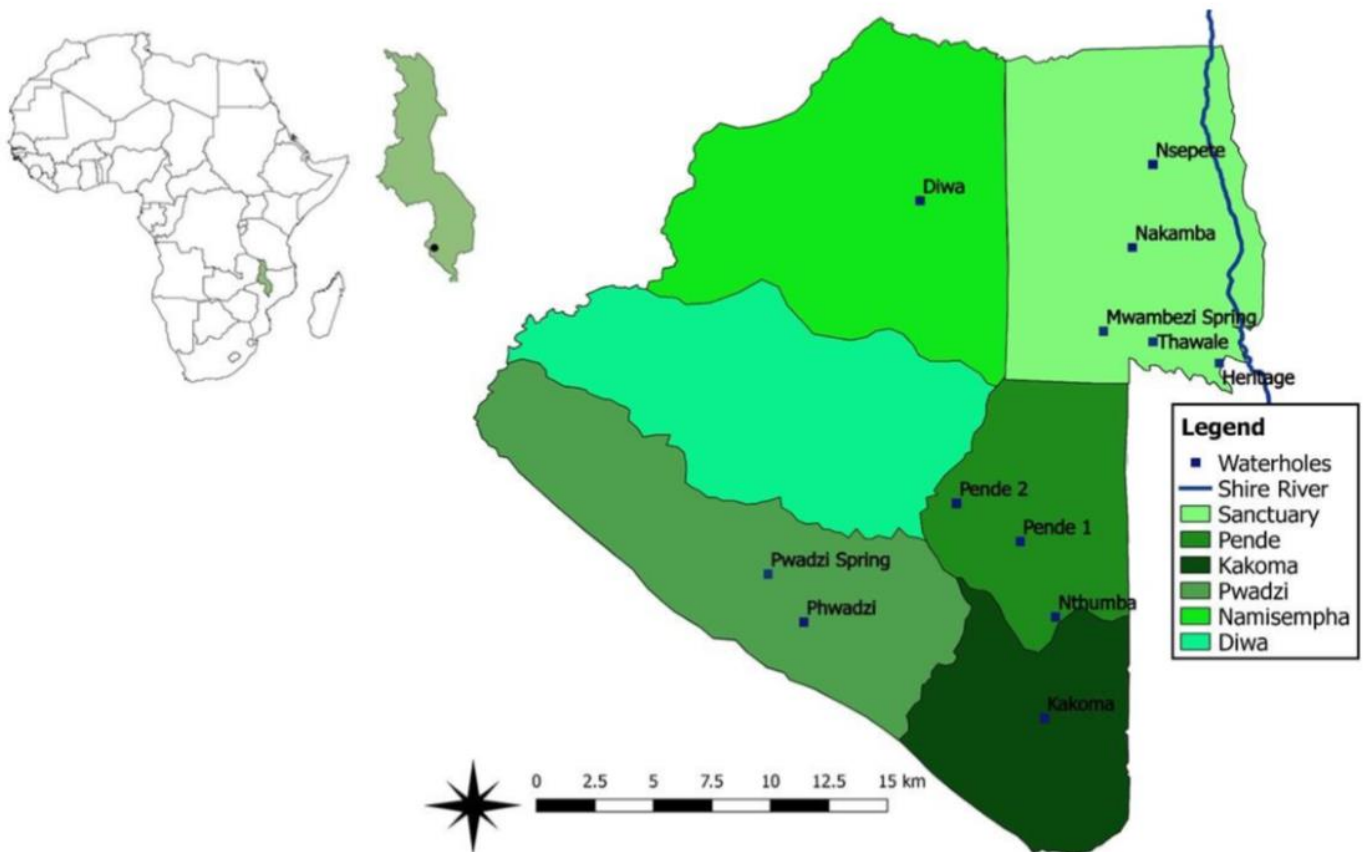 Nsepete
Diwa
Nakamba
Mwambezi Spring
Thawale
Heritage
Pende 2
Pende 1
Pwadzi Spring
Phwadzi
Nthumba
Kakoma
Legend
Waterholes
Shire River
Sanctuary
Pende
Kakoma
Pwadzi
Namisempha
Diwa
0 2.5 5 7.5 10 12.5 15 km